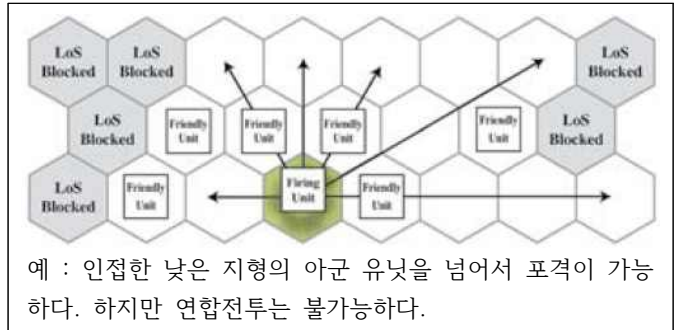 LoS
Blocked
LoS
Blocked
LoS
Blocked
LoS
Blocked
Friendly
Unit
Friendly
Unit
Friendly
Unit
Friendly
Unit
LoS
Blocked
LoS
Blocked
Friendly
Unit
Firing
Unit
Friendly
Unit
예 : 인접한 낮은 지형의 아군 유닛을 넘어서 포격이 가능
하다. 하지만 연합전투는 불가능하다.